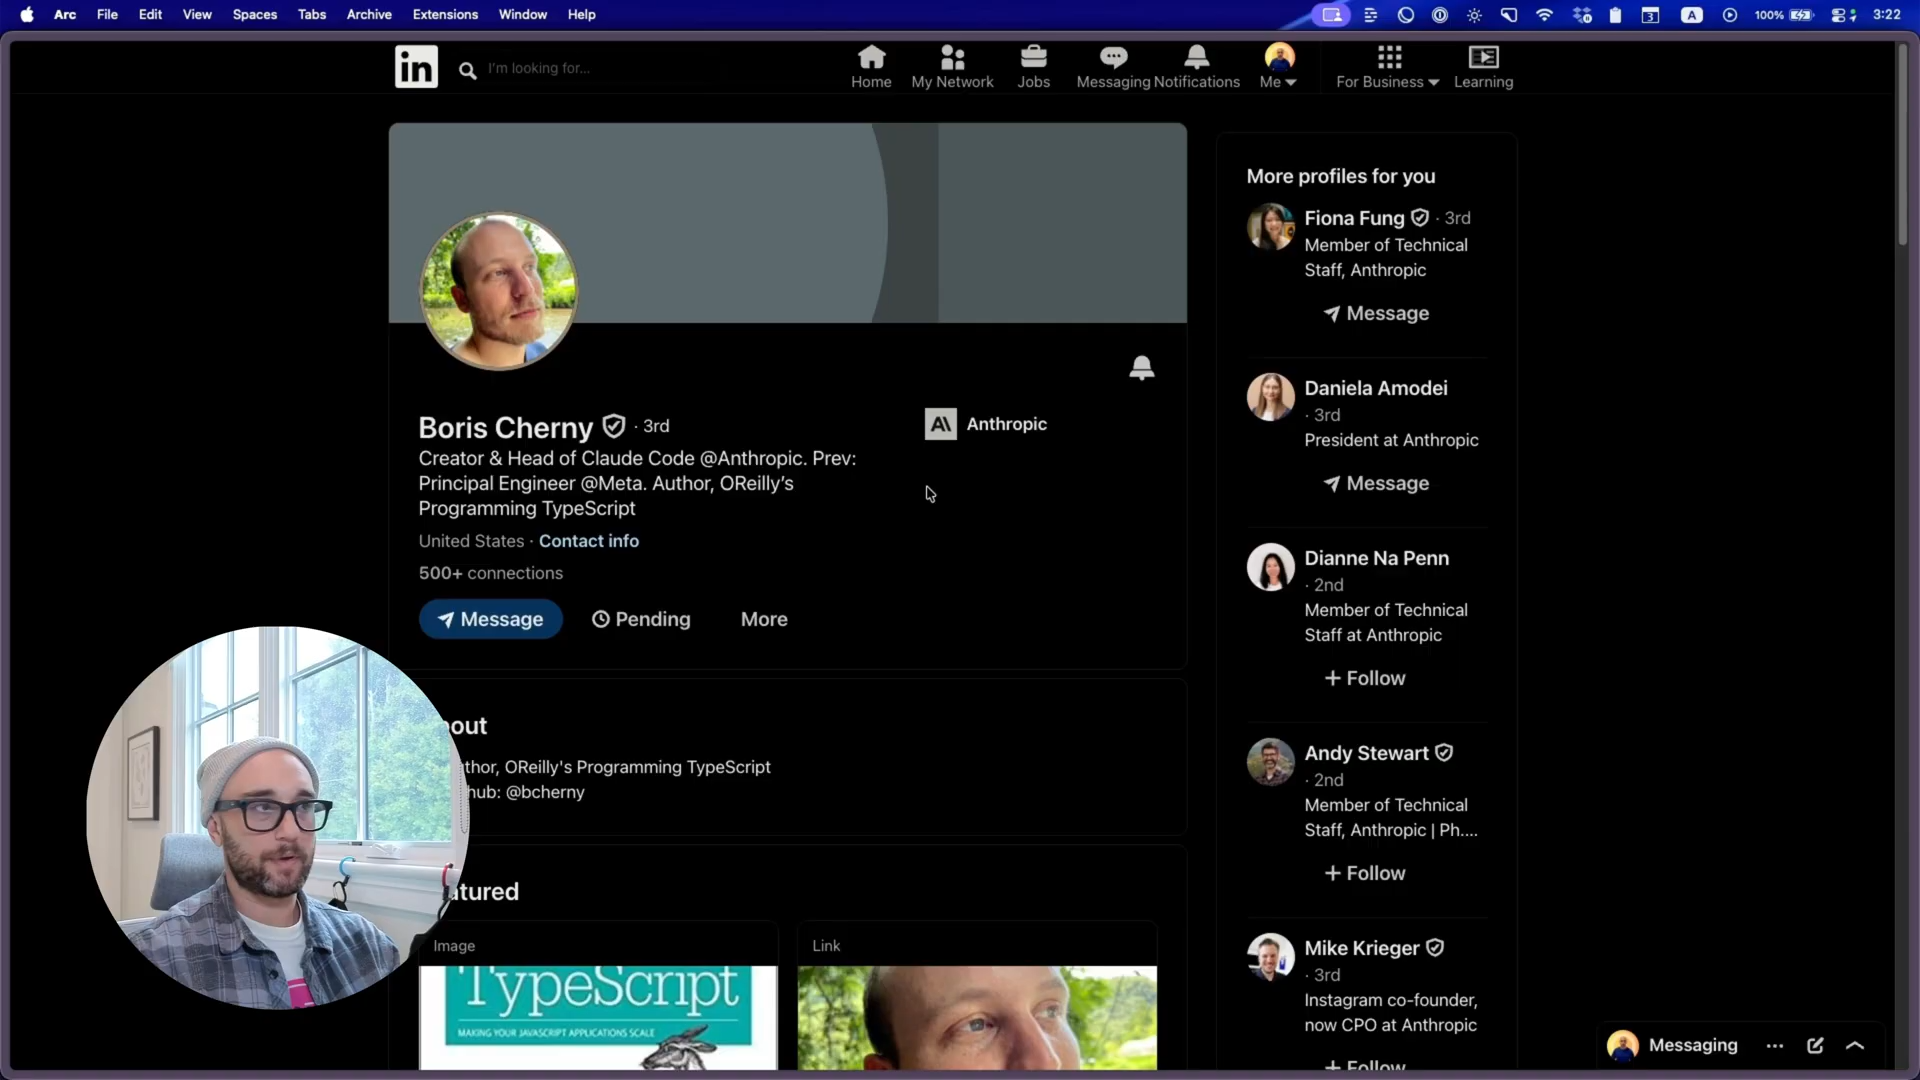 Arc File Edit View Spaces Tabs Archive Extensions Window Help
3
A
100%
3:22
in
I'm looking for...
Home
My Network
Jobs
Messaging
Notifications
Me
For Business
Learning
Boris Cherny · 3rd
Creator & Head of Claude Code @Anthropic. Prev:
Principal Engineer @Meta. Author, OReilly’s
Programming TypeScript
United States · Contact info
500+ connections
Message
Pending
More
Anthropic
out
thor, OReilly's Programming TypeScript
hub: @bcherny
tured
Image
TypeScript
MAKING YOUR JAVASCRIPT APPLICATIONS SCALE
Link
More profiles for you
Fiona Fung · 3rd
Member of Technical
Staff, Anthropic
Message
Daniela Amodei
· 3rd
President at Anthropic
Message
Dianne Na Penn
· 2nd
Member of Technical
Staff at Anthropic
+ Follow
Andy Stewart
· 2nd
Member of Technical
Staff, Anthropic | Ph....
+ Follow
Mike Krieger
· 3rd
Instagram co-founder,
now CPO at Anthropic
+ Follow
Messaging